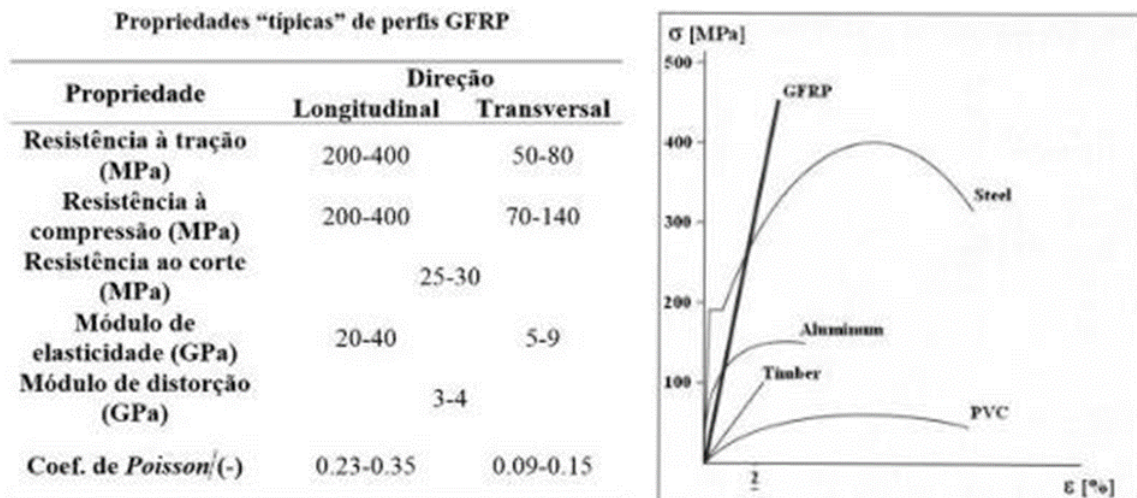 Propriedades “típicas” de perfis GFRP
Propriedade
Direção
Longitudinal Transversal
Resistência à tração
(MPa)
200-400 50-80
Resistência à
compressão (MPa)
200-400 70-140
Resistência ao corte
(MPa)
25-30
Módulo de
elasticidade (GPa)
20-40 5-9
Módulo de distorção
(GPa)
3-4
Coef. de Poisson (-) 0.23-0.35 0.09-0.15
σ [MPa]
500
GFRP
400
Steel
300
200
Aluminum
Timber
100
PVC
2
ε [%]